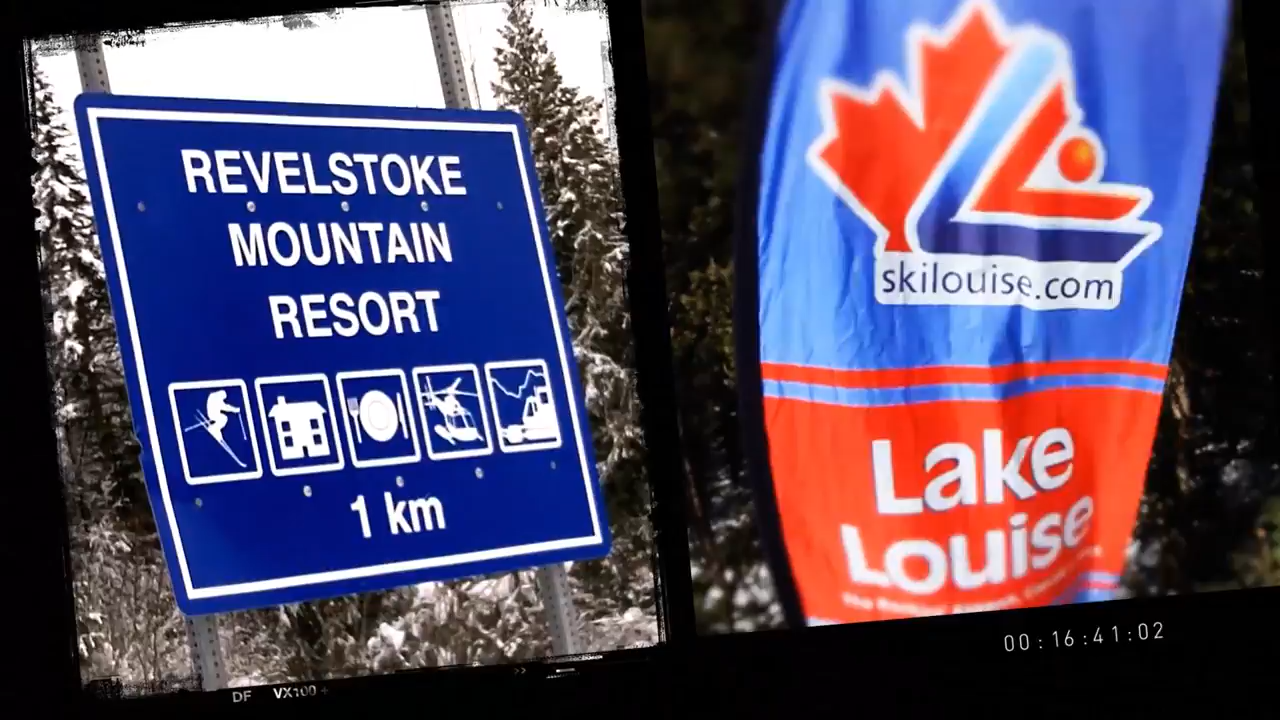 REVELSTOKE
MOUNTAIN
RESORT
1 km
skilouise.com
Lake
Louise
00:16:41:02
DF VX100 +